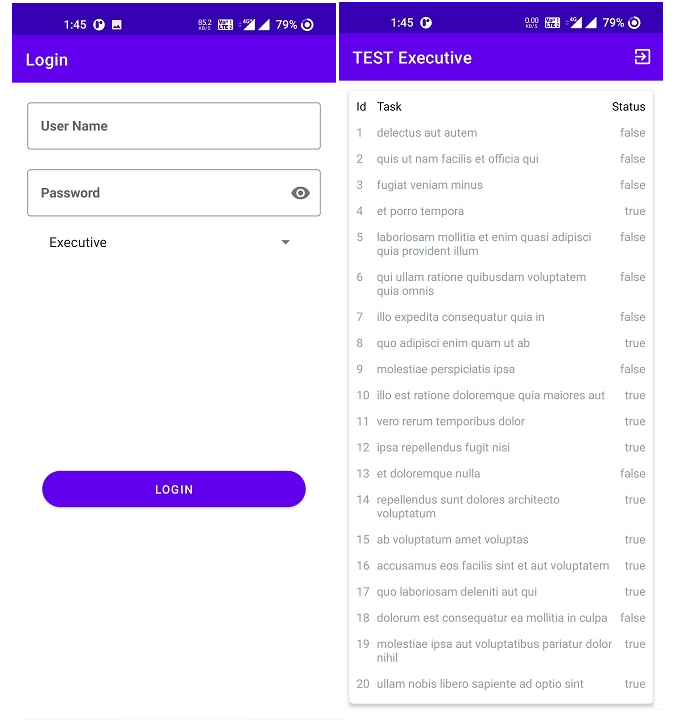 1:45 85.2 KB/S Vo) 1 LTE 2 4G 79%
Login
User Name
Password
Executive
LOGIN
1:45 0.00 KB/S Vo) 1 LTE 2 4G 79%
TEST Executive
Id Task Status
1 delectus aut autem false
2 quis ut nam facilis et officia qui false
3 fugiat veniam minus false
4 et porro tempora true
5 laboriosam mollitia et enim quasi adipisci false
quia provident illum
6 qui ullam ratione quibusdam voluptatem false
quia omnis
7 illo expedita consequatur quia in false
8 quo adipisci enim quam ut ab true
9 molestiae perspiciatis ipsa false
10 illo est ratione doloremque quia maiores aut true
11 vero rerum temporibus dolor true
12 ipsa repellendus fugit nisi true
13 et doloremque nulla false
14 repellendus sunt dolores architecto true
voluptatum
15 ab voluptatum amet voluptas true
16 accusamus eos facilis sint et aut voluptatem true
17 quo laboriosam deleniti aut qui true
18 dolorum est consequatur ea mollitia in culpa false
19 molestiae ipsa aut voluptatibus pariatur dolor true
nihil
20 ullam nobis libero sapiente ad optio sint true